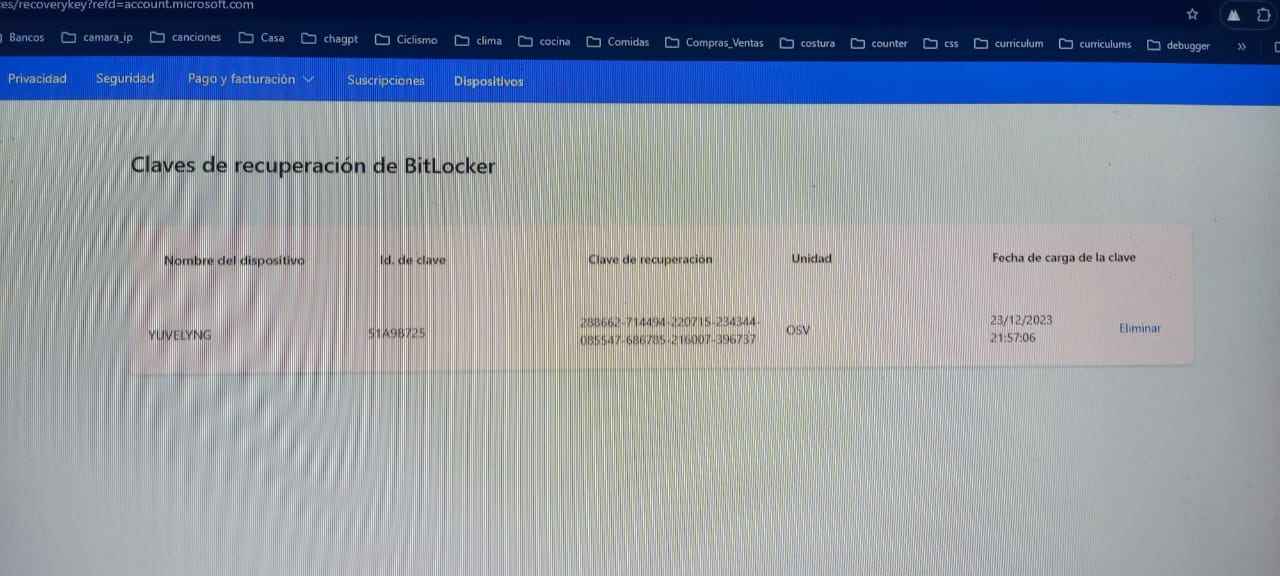 es/recoverykey?refd=account.microsoft.com
Bancos camara_ip canciones Casa chagpt Ciclismo clima cocina Comidas Compras_Ventas costura counter css curriculum curriculums debugger »
Privacidad Seguridad Pago y facturación Suscripciones Dispositivos
Claves de recuperación de BitLocker
Nombre del dispositivo Id. de clave Clave de recuperación Unidad Fecha de carga de la clave
YUVELYNG 51A98725 288662-714494-220715-234344-
085547-686785-216007-396737 OSV 23/12/2023
21:57:06 Eliminar